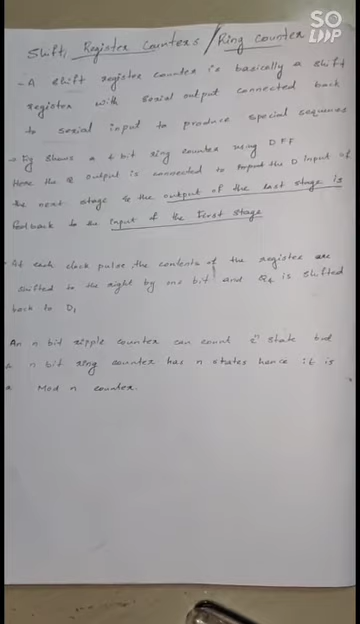 SO
LOOP
Shift, Register Counters / Ring Counter
- A shift register counter is basically a shift
register with serial output connected back
to serial input to produce special sequences
- Fig shows a 4 bit ring counter using D FF
Here the Q output is connected to the D input of
the next stage & the output of the last stage is
feedback to the input of the First stage
At each clock pulse, the contents of the register are
shifted to the right by one bit and Q4 is shifted
back to D1
An n bit ripple counter can count 2ⁿ state but
a n bit ring counter has n states hence it is
a Mod n counter.